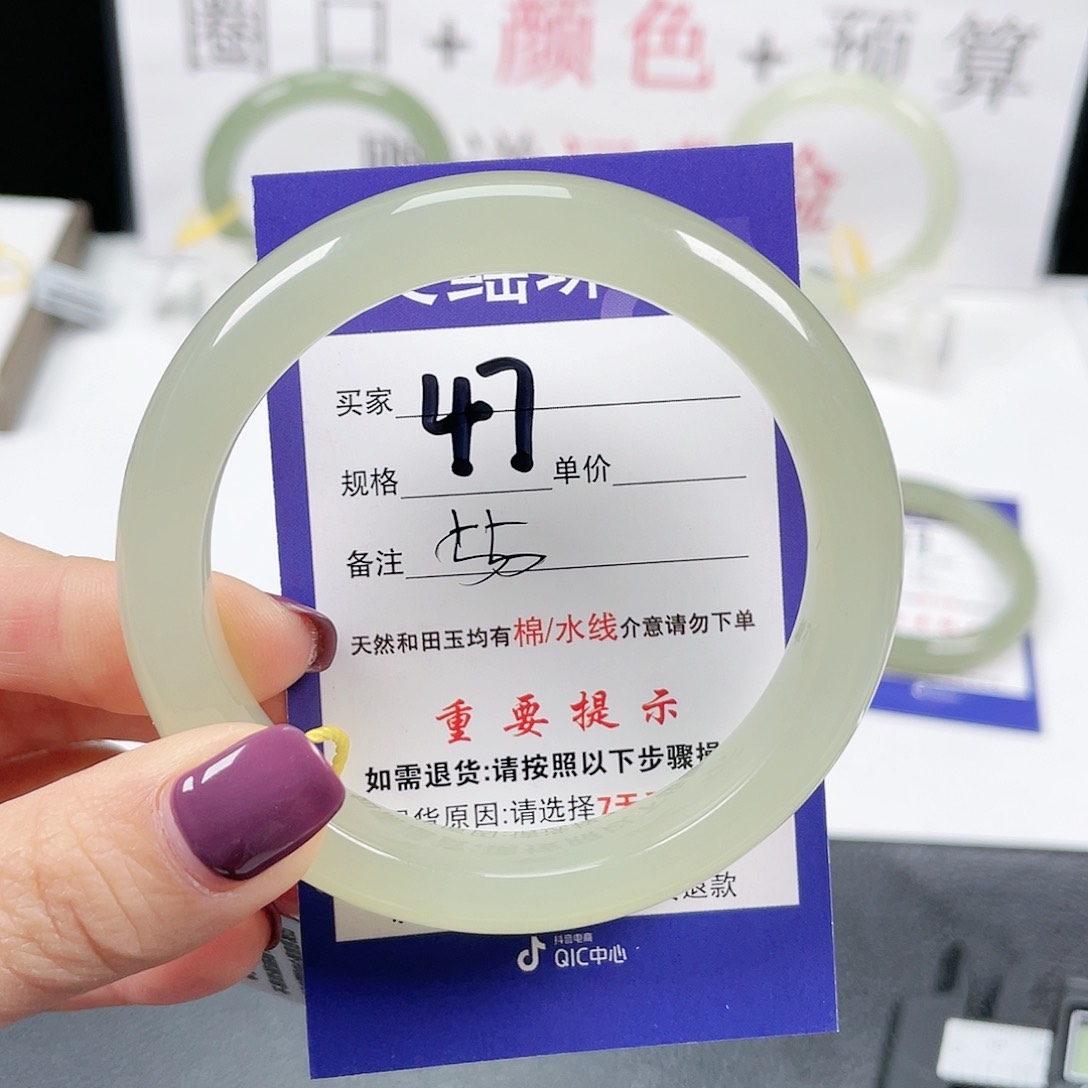 圈口+颜色+预算
买家 47
规格 单价
备注
天然和田玉均有棉/水线介意请勿下单
重要提示
如需退货:请按照以下步骤操
货原因:请选择7天
退款
抖音电商
QIC中心